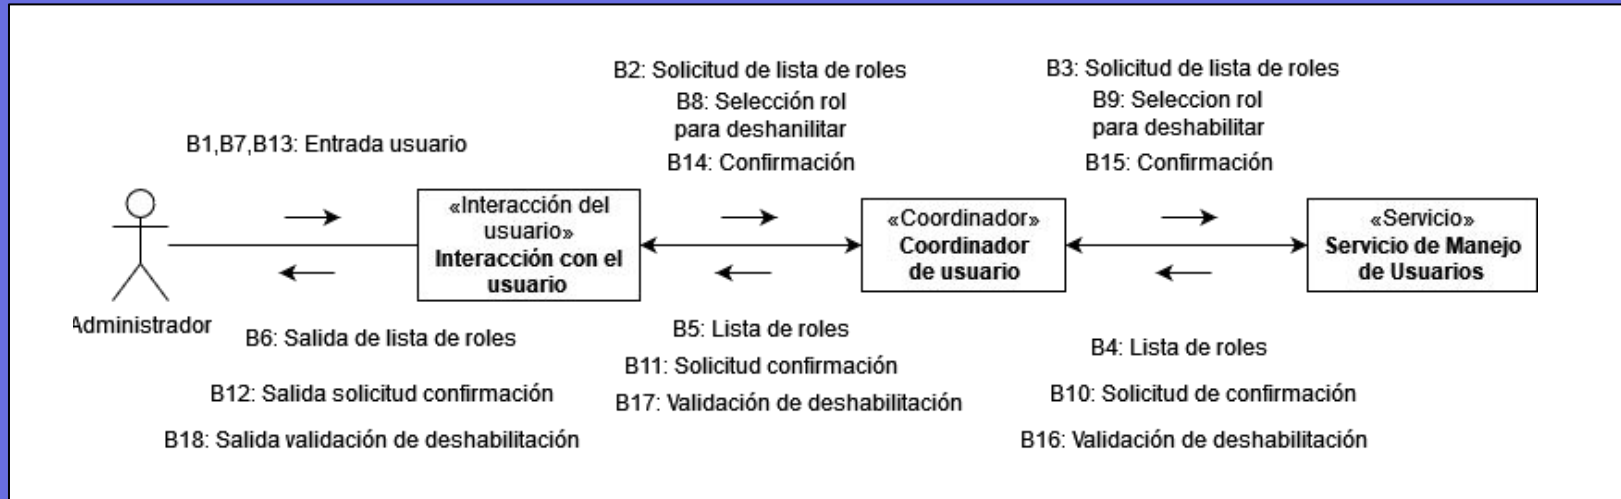 B2: Solicitud de lista de roles
B8: Selección rol
para deshanilitar
B14: Confirmación
B3: Solicitud de lista de roles
B9: Seleccion rol
para deshabilitar
B15: Confirmación
B1,B7,B13: Entrada usuario
«Interacción del
usuario»
Interacción con el
usuario
«Coordinador»
Coordinador
de usuario
«Servicio»
Servicio de Manejo
de Usuarios
Administrador
B6: Salida de lista de roles
B12: Salida solicitud confirmación
B18: Salida validación de deshabilitación
B5: Lista de roles
B11: Solicitud confirmación
B17: Validación de deshabilitación
B4: Lista de roles
B10: Solicitud de confirmación
B16: Validación de deshabilitación